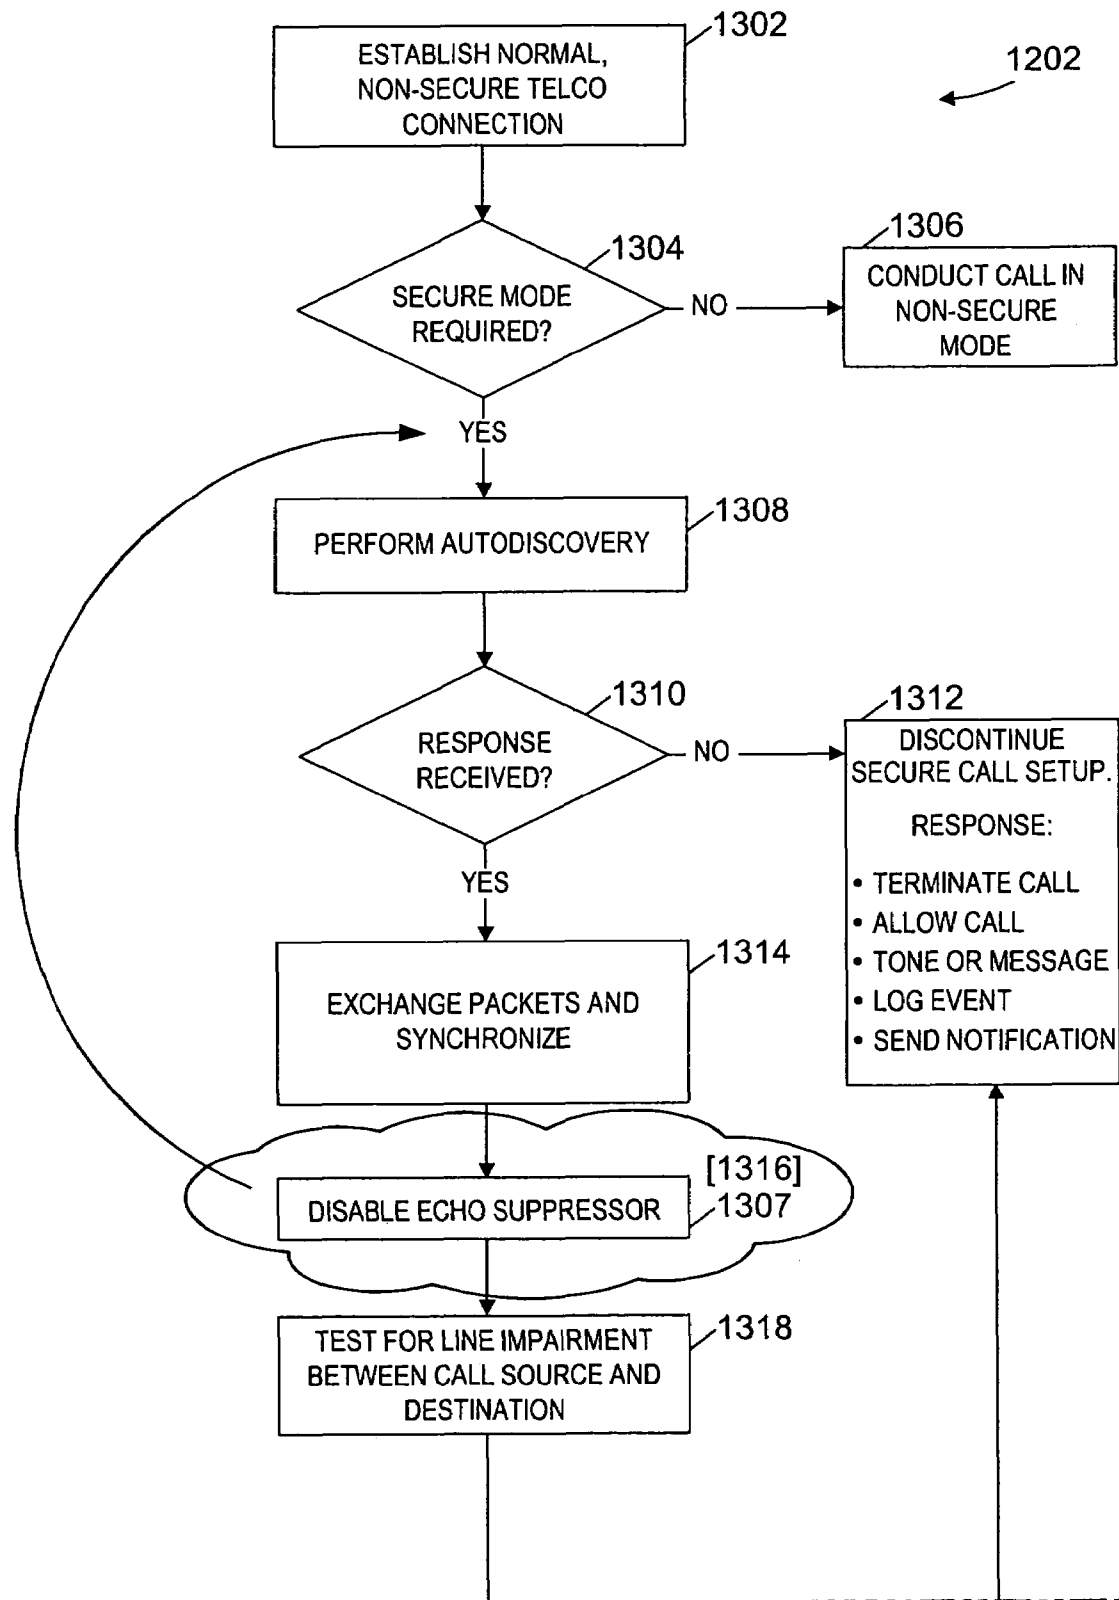 1302
ESTABLISH NORMAL,
NON-SECURE TELCO
CONNECTION
1202
1304
SECURE MODE
REQUIRED?
NO
1306
CONDUCT CALL IN
NON-SECURE
MODE
YES
1308
PERFORM AUTODISCOVERY
1310
RESPONSE
RECEIVED?
NO
1312
DISCONTINUE
SECURE CALL SETUP.
RESPONSE:
• TERMINATE CALL
• ALLOW CALL
• TONE OR MESSAGE
• LOG EVENT
• SEND NOTIFICATION
YES
1314
EXCHANGE PACKETS AND
SYNCHRONIZE
[1316]
1307
DISABLE ECHO SUPPRESSOR
1318
TEST FOR LINE IMPAIRMENT
BETWEEN CALL SOURCE AND
DESTINATION